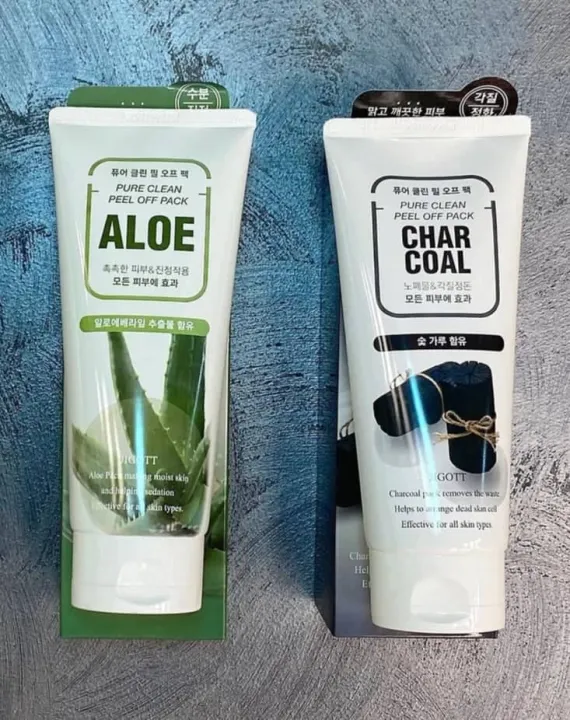 수분
퓨어 클린 필 오프 팩
PURE CLEAN
PEEL OFF PACK
ALOE
촉촉한 피부&진정작용
모든 피부에 효과
알로에베라잎 추출물 함유
JIGOTT
Aloe Pack making moist skin
and helping sedation
Effective for all skin types.
맑고 깨끗한 피부
각질
정화
퓨어 클린 필 오프 팩
PURE CLEAN
PEEL OFF PACK
CHAR
COAL
노폐물&각질정돈
모든 피부에 효과
숯 가루 함유
JIGOTT
Charcoal pack removes the waste
Helps to arrange dead skin cell
Effective for all skin types.